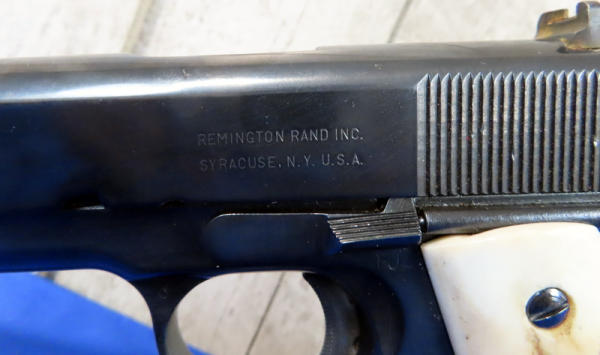 REMINGTON RAND INC.
SYRACUSE, N.Y. U.S.A.